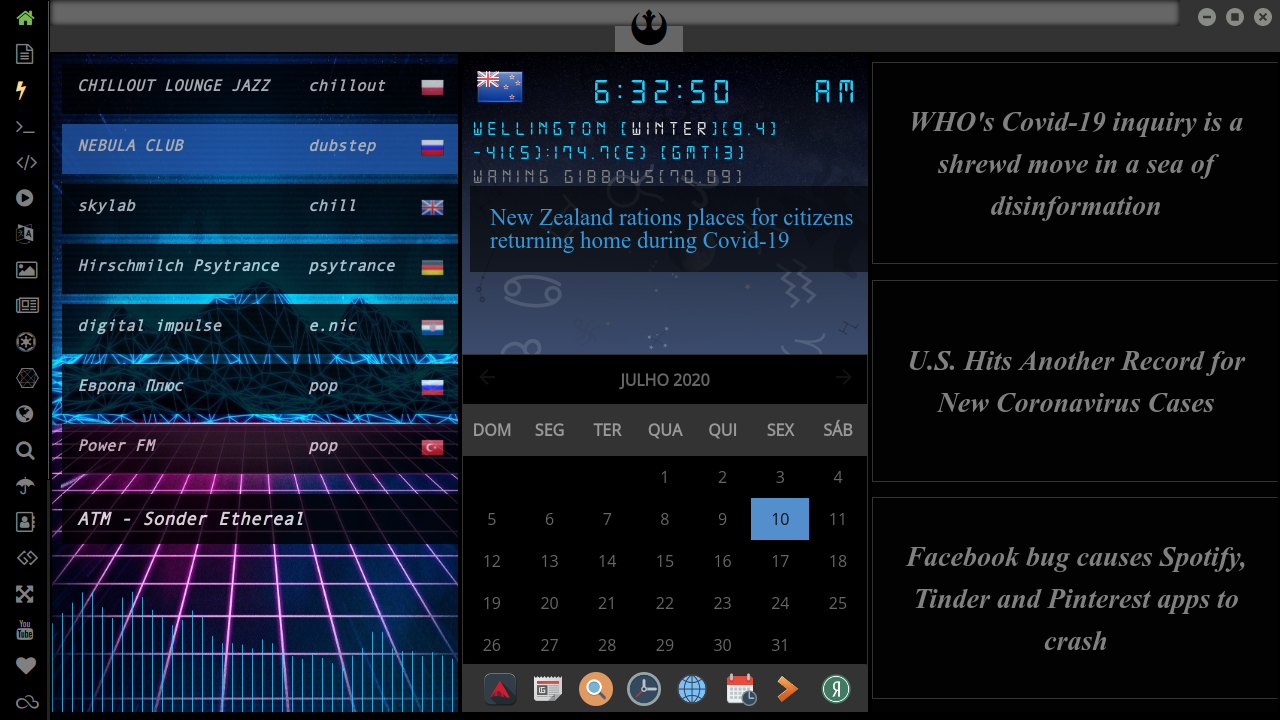 CHILLOUT LOUNGE JAZZ chillout
NEBULA CLUB dubstep
skylab chill
Hirschmilch Psytrance psytrance
digital impulse e.nic
Европа Плюс pop
Power FM pop
ATM - Sonder Ethereal
6:32:50 AM
WELLINGTON [WINTER][9.4]
-41(S):174.7(E) [GMT13]
WANING GIBBOUS[70.09]
New Zealand rations places for citizens
returning home during Covid-19
JULHO 2020
DOM SEG TER QUA QUI SEX SÁB
1 2 3 4
5 6 7 8 9 10 11
12 13 14 15 16 17 18
19 20 21 22 23 24 25
26 27 28 29 30 31
WHO's Covid-19 inquiry is a
shrewd move in a sea of
disinformation
U.S. Hits Another Record for
New Coronavirus Cases
Facebook bug causes Spotify,
Tinder and Pinterest apps to
crash
You
Tube
Я